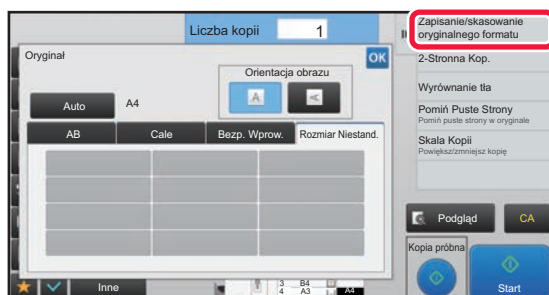 Liczba kopii 1
Zapisanie/skasowanie
oryginalnego formatu
Oryginał
OK
2-Stronna Kop.
Orientacja obrazu
A
A
Wyrównanie tła
Auto
A4
Pomiń Puste Strony
Pomiń puste strony w oryginale
AB
Cale
Bezp. Wprow.
Rozmiar Niestand.
Skala Kopii
Powiększ/zmniejsz kopię
Podgląd
CA
Kopia próbna
Start
Inne
3 B4
4 A3
A4